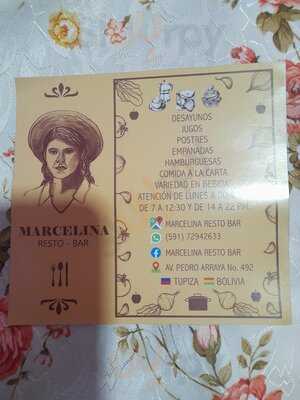 MARCELINA
RESTO - BAR
DESAYUNOS
JUGOS
POSTRES
EMPANADAS
HAMBURGUESAS
COMIDA A LA CARTA
VARIEDAD EN BEBIDAS
ATENCIÓN DE LUNES A
DE 7 A 12:30 Y DE 14 A 22 PM.
MARCELINA RESTO BAR
(591) 72942633
MARCELINA RESTO BAR
AV. PEDRO ARRAYA No. 492
TUPIZA BOLIVIA